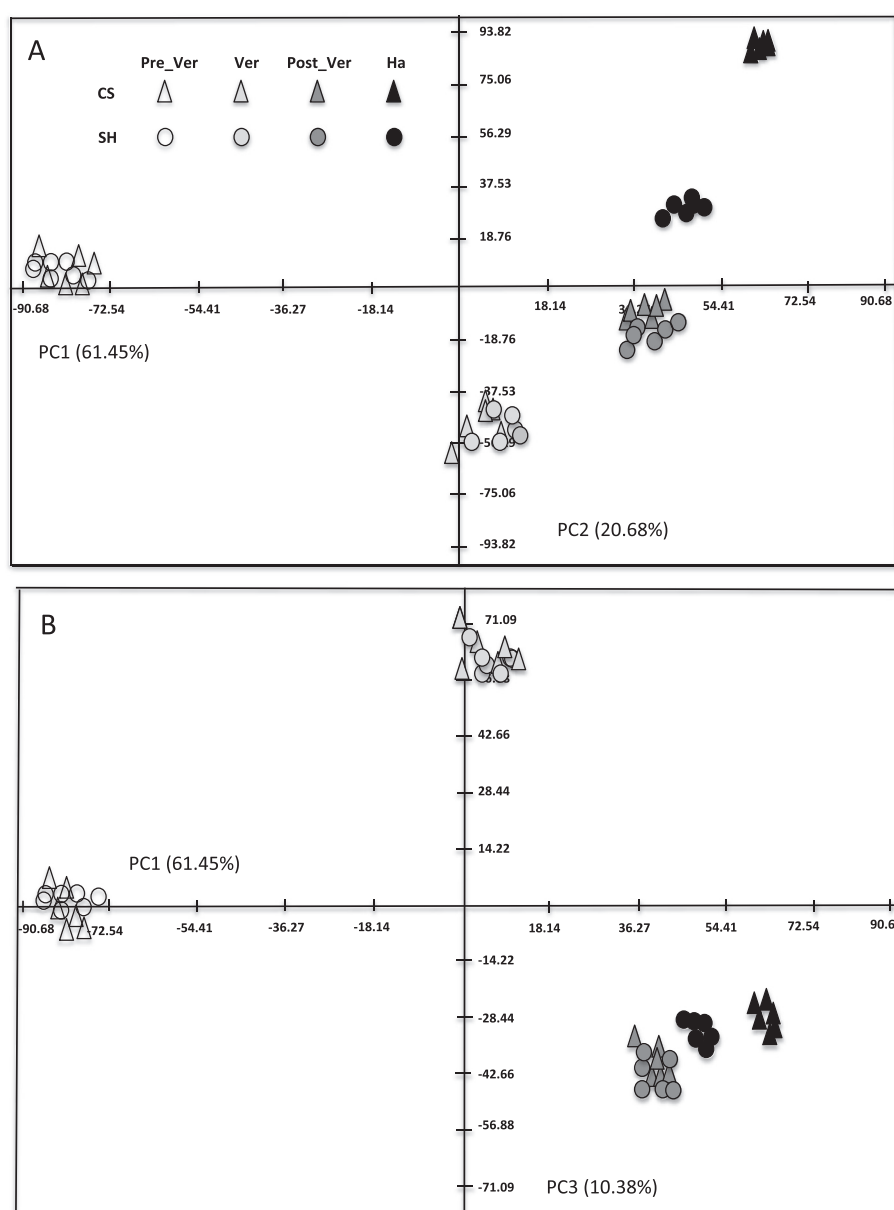 A
Pre_Ver Ver Post_Ver Ha
CS
SH
93.82
75.06
56.29
37.53
18.76
-90.68 -72.54 -54.41 -36.27 -18.14 18.14 54.41 72.54 90.68
-18.76
PC1 (61.45%)
-37.53
-75.06
PC2 (20.68%)
-93.82
B
71.09
42.66
28.44
14.22
PC1 (61.45%)
-90.68 -72.54 -54.41 -36.27 -18.14 18.14 36.27 54.41 72.54
-14.22
-28.44
-42.66
-56.88
-71.09
PC3 (10.38%)